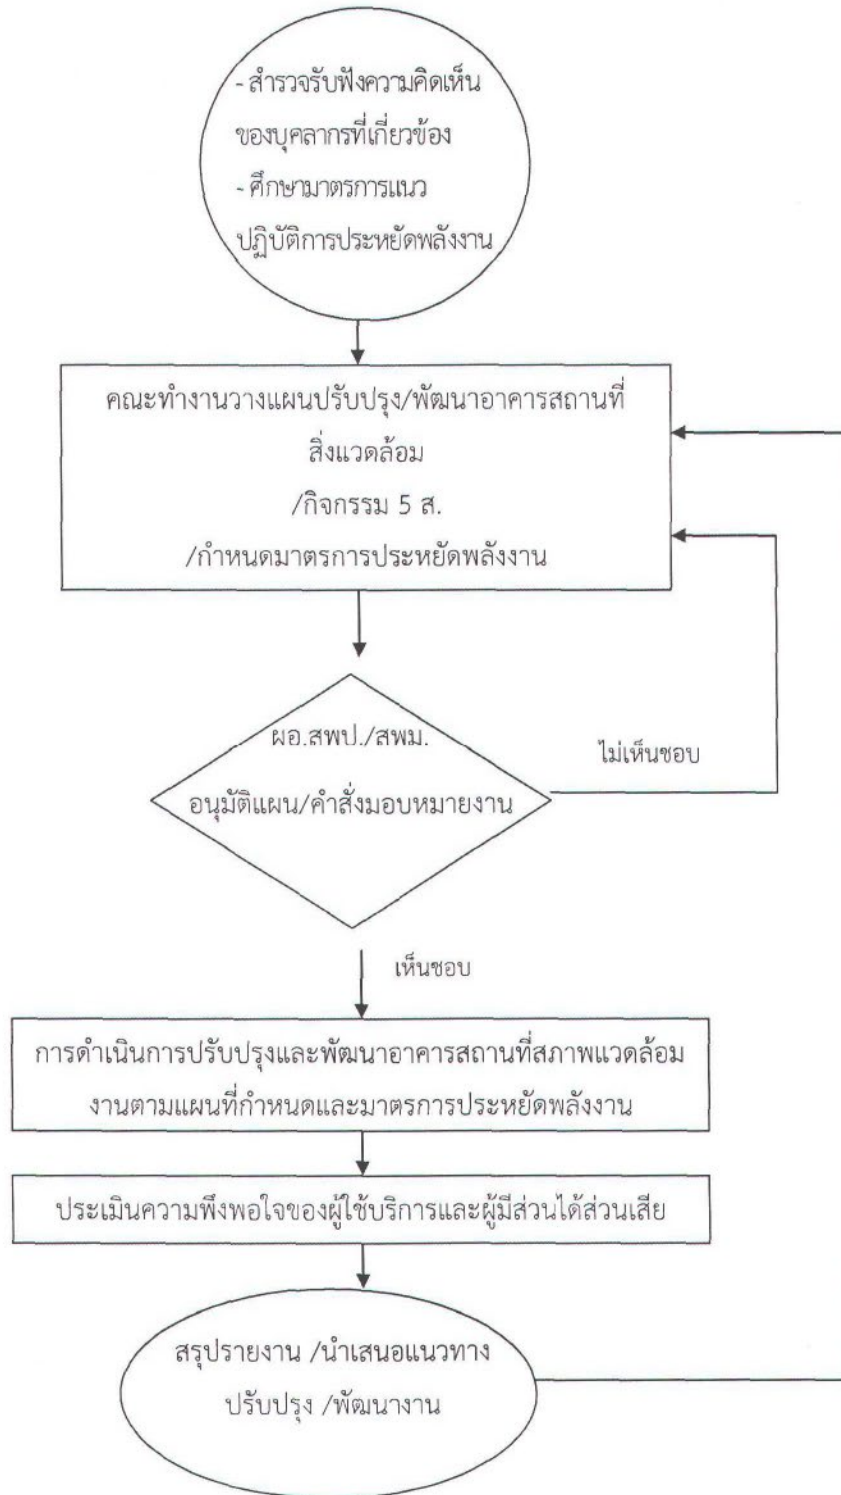 - สำรวจรับฟังความคิดเห็น
ของบุคลากรที่เกี่ยวข้อง
- ศึกษามาตรการแนว
ปฏิบัติการประหยัดพลังงาน
คณะทำงานวางแผนปรับปรุง/พัฒนาอาคารสถานที่
สิ่งแวดล้อม
/กิจกรรม 5 ส.
/กำหนดมาตรการประหยัดพลังงาน
ผอ.สพป./สพม.
อนุมัติแผน/คำสั่งมอบหมายงาน
ไม่เห็นชอบ
เห็นชอบ
การดำเนินการปรับปรุงและพัฒนาอาคารสถานที่สภาพแวดล้อม
งานตามแผนที่กำหนดและมาตรการประหยัดพลังงาน
ประเมินความพึงพอใจของผู้ใช้บริการและผู้มีส่วนได้ส่วนเสีย
สรุปรายงาน /นำเสนอแนวทาง
ปรับปรุง /พัฒนางาน